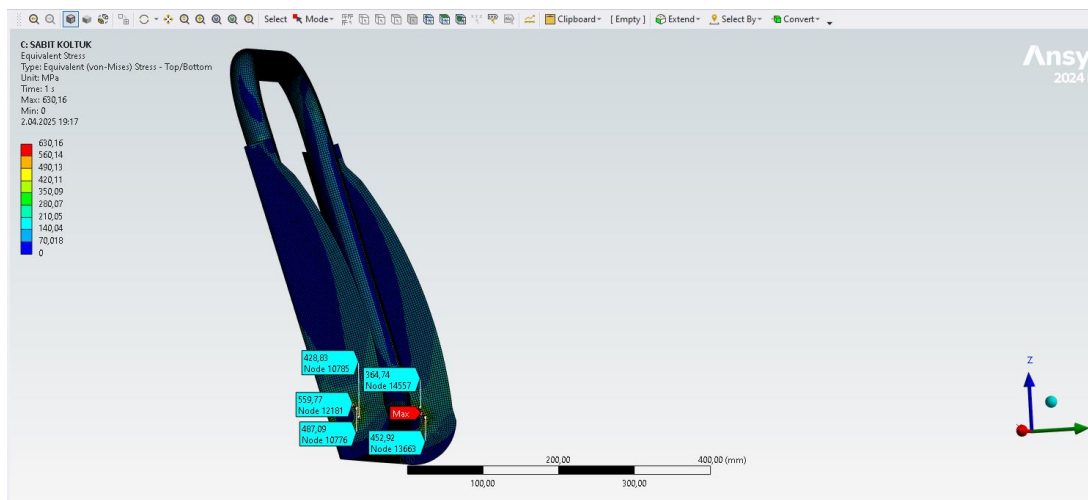 Select Mode Clipboard [ Empty ] Extend Select By Convert
C: SABIT KOLTUK
Equivalent Stress
Type: Equivalent (von-Mises) Stress - Top/Bottom
Unit: MPa
Time: 1 s
Max: 630,16
Min: 0
2.04.2025 19:17
630,16
560,14
490,13
420,11
350,09
280,07
210,05
140,04
70,018
0
Ansy
2024
428,83
Node 10785
364,74
Node 14557
559,77
Node 12181
Max
487,09
Node 10776
452,92
Node 13663
200,00 400,00 (mm)
100,00 300,00
Z